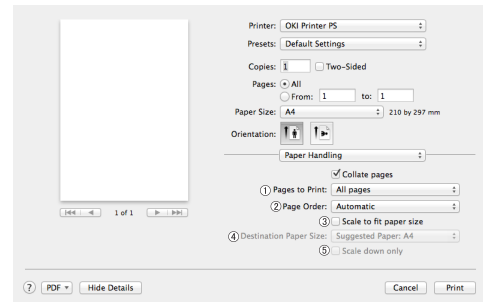 Printer: OKI Printer PS
Presets: Default Settings
Copies: 1 Two-Sided
Pages: All
From: 1 to: 1
Paper Size: A4 210 by 297 mm
Orientation:
Paper Handling
Collate pages
① Pages to Print: All pages
② Page Order: Automatic
1 of 1
③ Scale to fit paper size
④ Destination Paper Size: Suggested Paper: A4
⑤ Scale down only
? PDF Hide Details Cancel Print